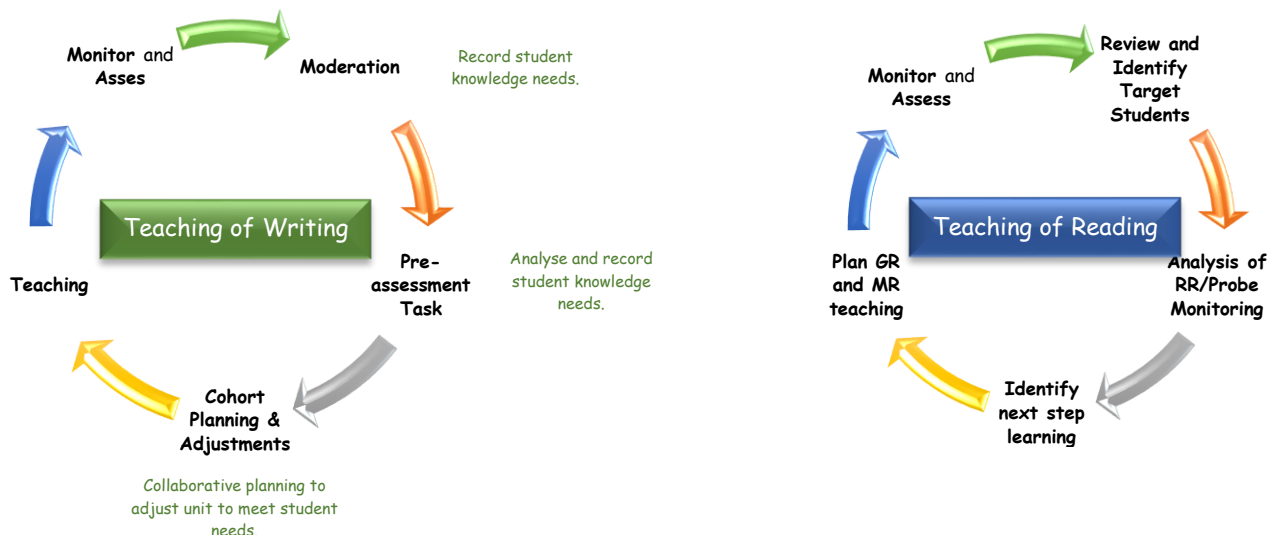 Monitor and
Asses
Moderation
Record student
knowledge needs.
Teaching of Writing
Teaching
Pre-
assessment
Task
Analyse and record
student knowledge
needs.
Cohort
Planning &
Adjustments
Collaborative planning to
adjust unit to meet student
needs.
Monitor and
Assess
Review and
Identify
Target
Students
Teaching of Reading
Plan GR
and MR
teaching
Analysis of
RR/Probe
Monitoring
Identify
next step
learning